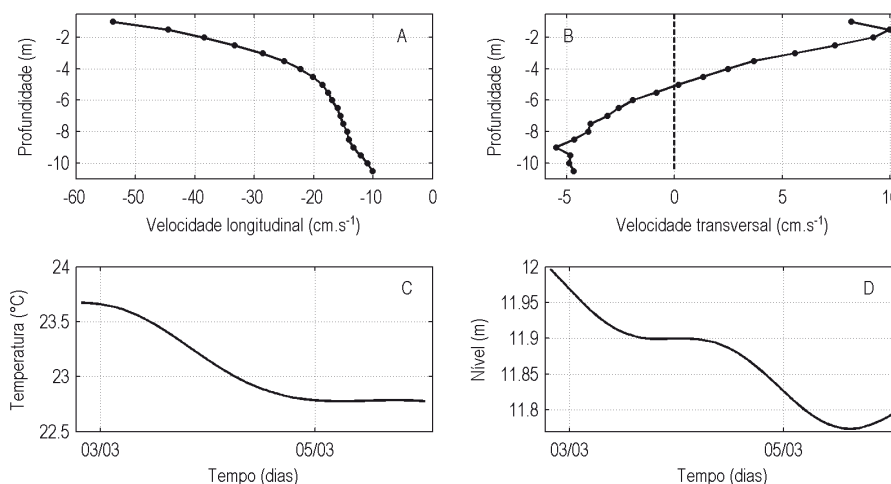 A
-2
-4
-6
-8
-10
Profundidade (m)
-60 -50 -40 -30 -20 -10 0
Velocidade longitudinal (cm.s⁻¹)
B
-2
-4
-6
-8
-10
Profundidade (m)
-5 0 5 10
Velocidade transversal (cm.s⁻¹)
C
24
23.5
23
22.5
Temperatura (°C)
03/03 05/03
Tempo (dias)
D
12
11.95
11.9
11.85
11.8
Nível (m)
03/03 05/03
Tempo (dias)